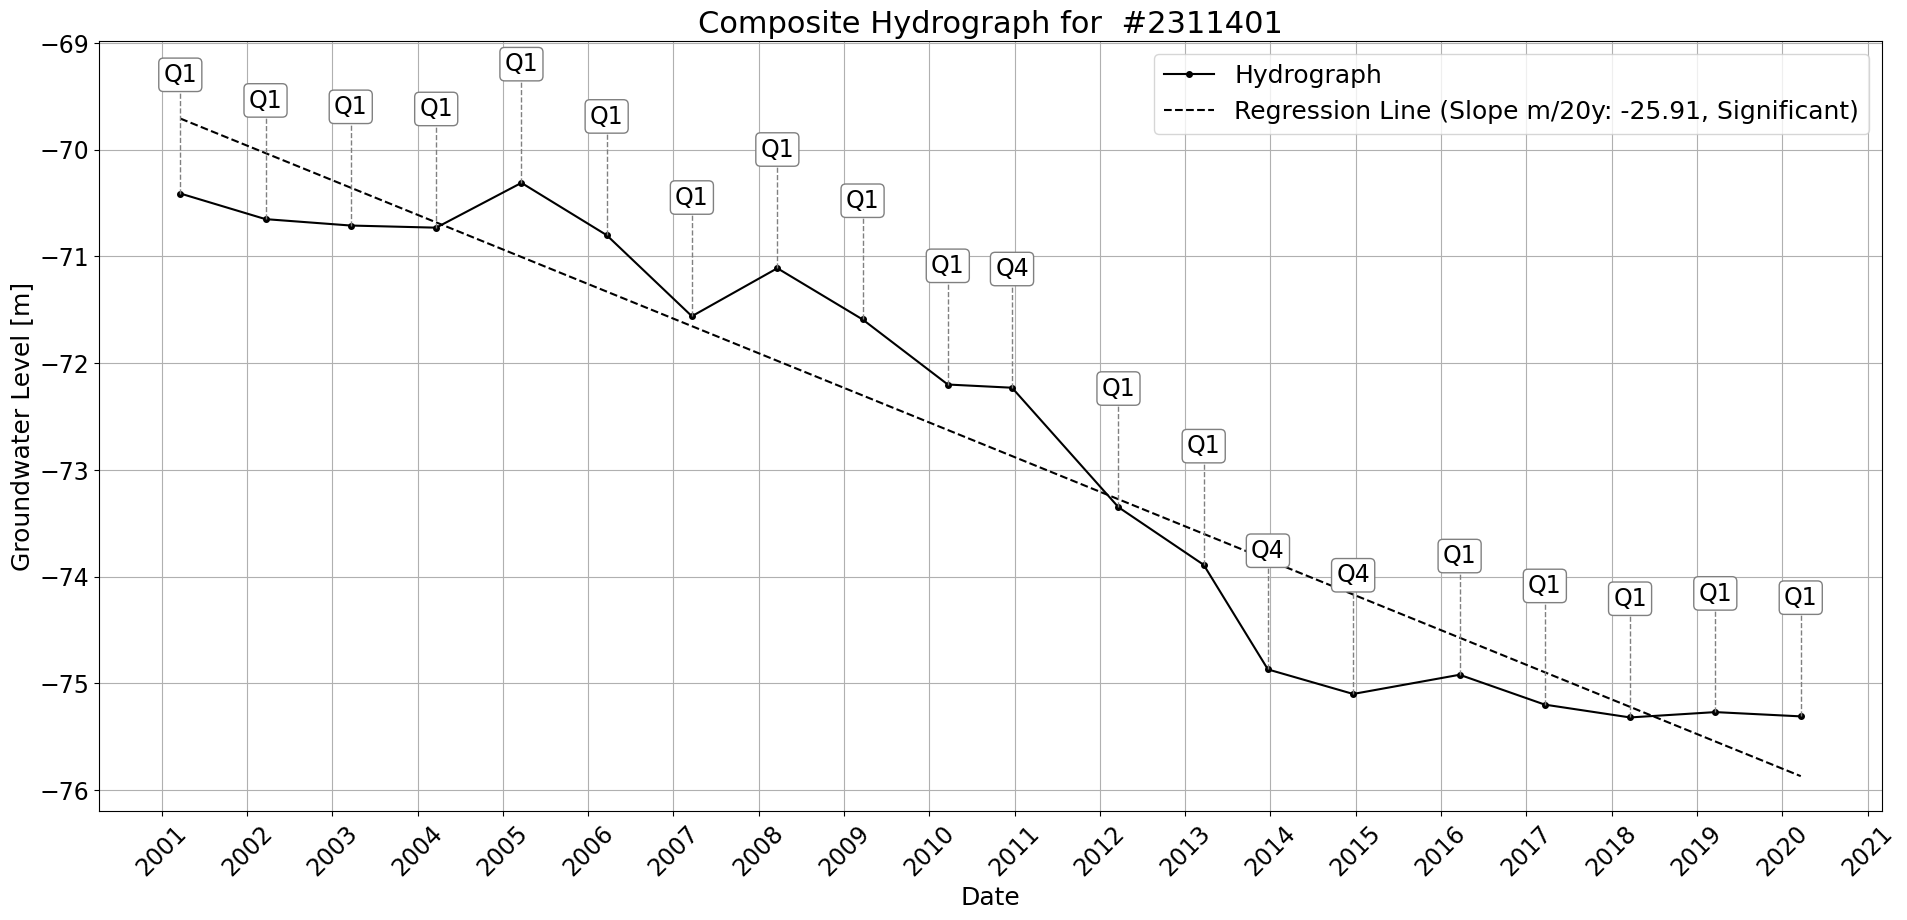 Composite Hydrograph for  #2311401
Hydrograph
Regression Line (Slope m/20y: -25.91, Significant)
Groundwater Level [m]
−69
−70
−71
−72
−73
−74
−75
−76
Q1
Q1
Q1
Q1
Q1
Q1
Q1
Q1
Q1
Q1
Q4
Q1
Q1
Q4
Q4
Q1
Q1
Q1
Q1
Q1
2001
2002
2003
2004
2005
2006
2007
2008
2009
2010
2011
2012
2013
2014
2015
2016
2017
2018
2019
2020
2021
Date